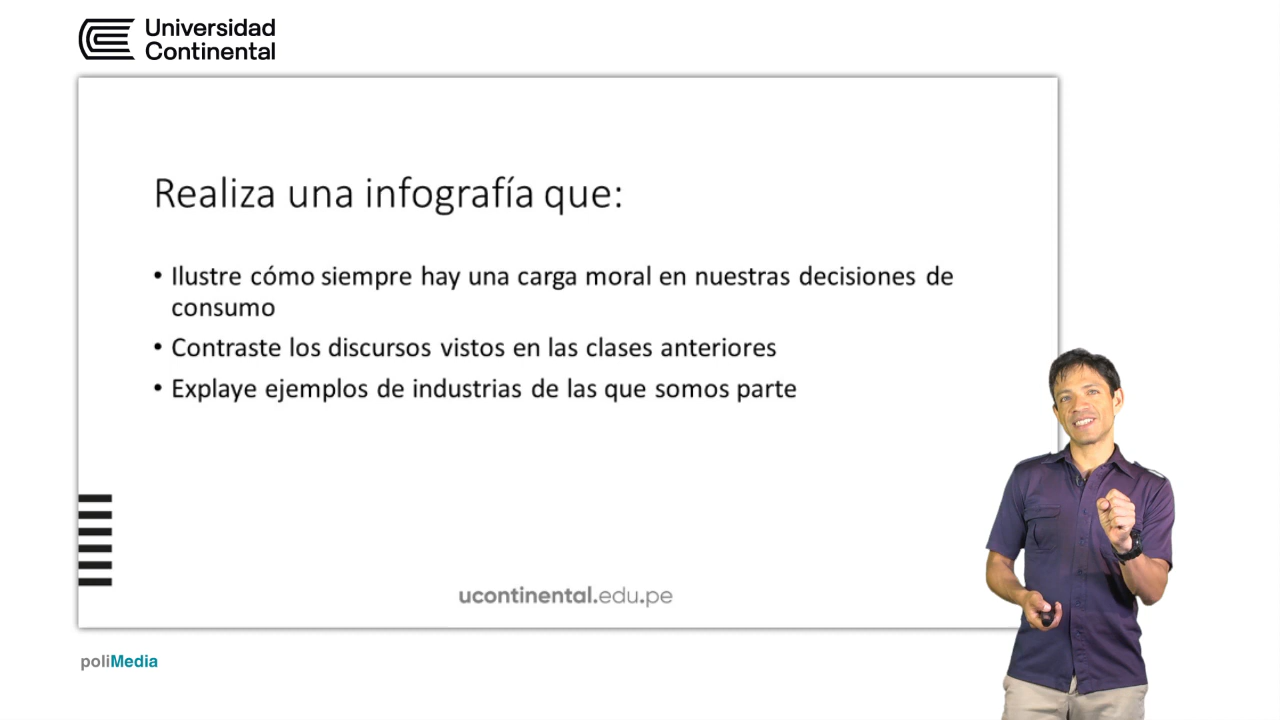 Universidad
Continental
Realiza una infografía que:
• Ilustre cómo siempre hay una carga moral en nuestras decisiones de
consumo
• Contraste los discursos vistos en las clases anteriores
• Explaye ejemplos de industrias de las que somos parte
ucontinental.edu.pe
poliMedia